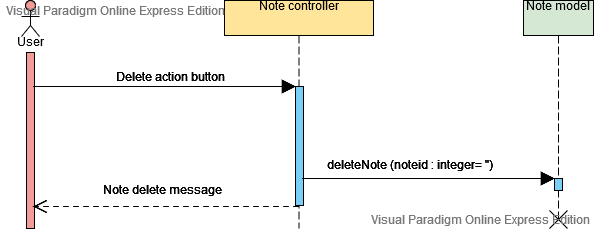 Visual Paradigm Online Express Edition
Note controller
Note model
User
Delete action button
deleteNote (noteid : integer= '')
Note delete message
Visual Paradigm Online Express Edition